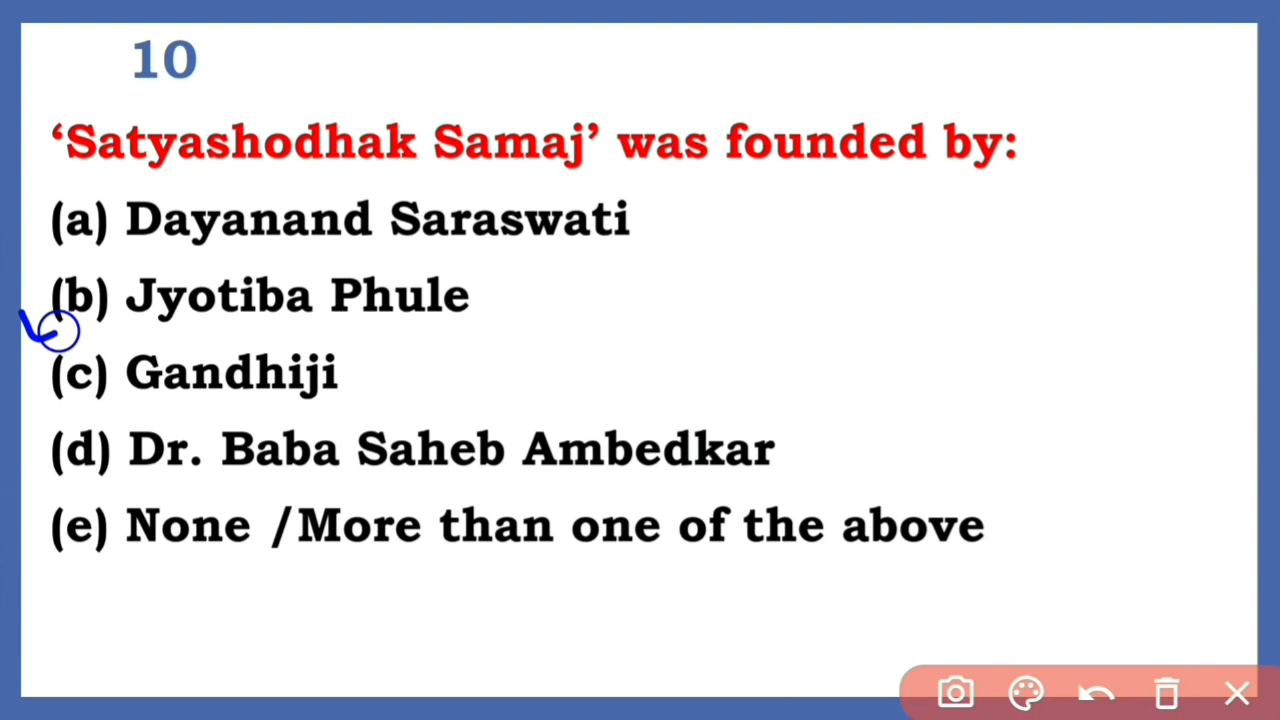 10
‘Satyashodhak Samaj’ was founded by:
(a) Dayanand Saraswati
(b) Jyotiba Phule
(c) Gandhiji
(d) Dr. Baba Saheb Ambedkar
(e) None /More than one of the above